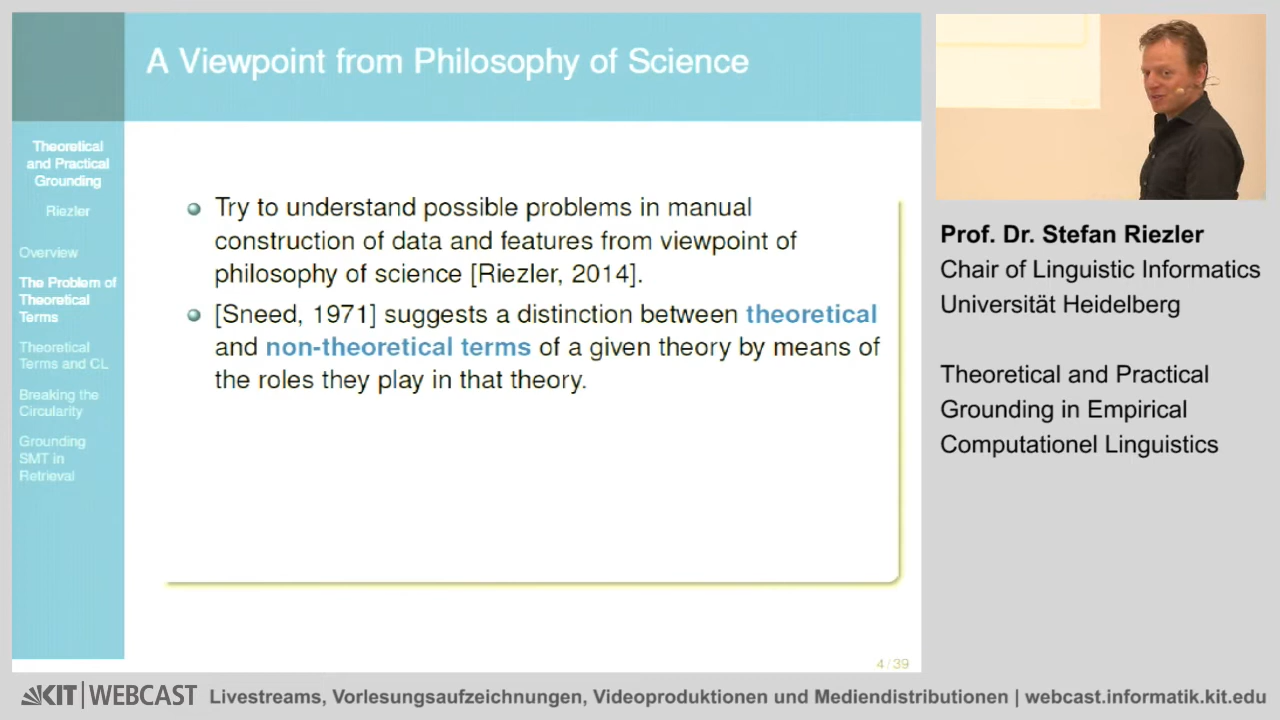 A Viewpoint from Philosophy of Science
Theoretical
and Practical
Grounding
Riezler
Overview
The Problem of
Theoretical
Terms
Theoretical
Terms and CL
Breaking the
Circularity
Grounding
SMT in
Retrieval
Try to understand possible problems in manual
construction of data and features from viewpoint of
philosophy of science [Riezler, 2014].
[Sneed, 1971] suggests a distinction between theoretical
and non-theoretical terms of a given theory by means of
the roles they play in that theory.
4/39
Prof. Dr. Stefan Riezler
Chair of Linguistic Informatics
Universität Heidelberg
Theoretical and Practical
Grounding in Empirical
Computationel Linguistics
KIT | WEBCAST Livestreams, Vorlesungsaufzeichnungen, Videoproduktionen und Mediendistributionen | webcast.informatik.kit.edu